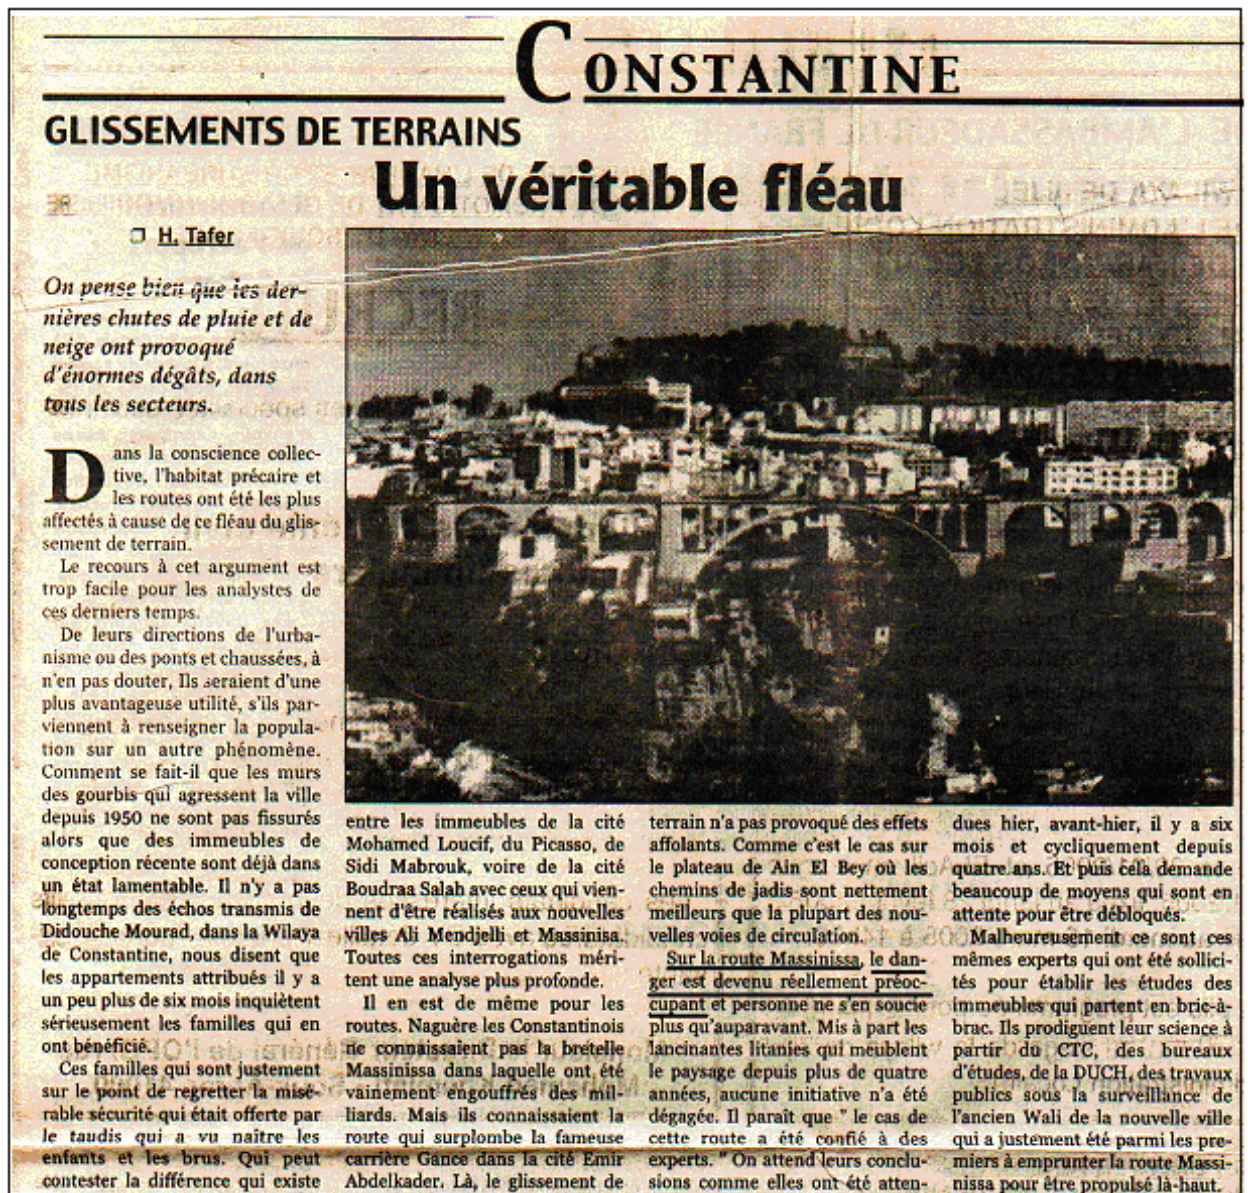 CONSTANTINE
GLISSEMENTS DE TERRAINS
Un véritable fléau
❐ H. Tafer
On pense bien que les der-
nières chutes de pluie et de
neige ont provoqué
d'énormes dégâts, dans
tous les secteurs.
Dans la conscience collec-
tive, l'habitat précaire et
les routes ont été les plus
affectés à cause de ce fléau du glis-
sement de terrain.
Le recours à cet argument est
trop facile pour les analystes de
ces derniers temps.
De leurs directions de l'urba-
nisme ou des ponts et chaussées, à
n'en pas douter, Ils seraient d'une
plus avantageuse utilité, s'ils par-
viennent à renseigner la popula-
tion sur un autre phénomène.
Comment se fait-il que les murs
des gourbis qui agressent la ville
depuis 1950 ne sont pas fissurés
alors que des immeubles de
conception récente sont déjà dans
un état lamentable. Il n'y a pas
longtemps des échos transmis de
Didouche Mourad, dans la Wilaya
de Constantine, nous disent que
les appartements attribués il y a
un peu plus de six mois inquiètent
sérieusement les familles qui en
ont bénéficié.
Ces familles qui sont justement
sur le point de regretter la misé-
rable sécurité qui était offerte par
le taudis qui a vu naître les
enfants et les brus. Qui peut
contester la différence qui existe
entre les immeubles de la cité
Mohamed Loucif, du Picasso, de
Sidi Mabrouk, voire de la cité
Boudraa Salah avec ceux qui vien-
nent d'être réalisés aux nouvelles
villes Ali Mendjelli et Massinisa.
Toutes ces interrogations méri-
tent une analyse plus profonde.
Il en est de même pour les
routes. Naguère les Constantinois
ne connaissaient pas la bretelle
Massinissa dans laquelle ont été
vainement engouffrés des mil-
liards. Mais ils connaissaient la
route qui surplombe la fameuse
carrière Gance dans la cité Emir
Abdelkader. Là, le glissement de
terrain n'a pas provoqué des effets
affolants. Comme c'est le cas sur
le plateau de Ain El Bey où les
chemins de jadis sont nettement
meilleurs que la plupart des nou-
velles voies de circulation.
Sur la route Massinissa, le dan-
ger est devenu réellement préoc-
cupant et personne ne s'en soucie
plus qu'auparavant. Mis à part les
lancinantes litanies qui meublent
le paysage depuis plus de quatre
années, aucune initiative n'a été
dégagée. Il paraît que " le cas de
cette route a été confié à des
experts. " On attend leurs conclu-
sions comme elles ont été atten-
dues hier, avant-hier, il y a six
mois et cycliquement depuis
quatre ans. Et puis cela demande
beaucoup de moyens qui sont en
attente pour être débloqués.
Malheureusement ce sont ces
mêmes experts qui ont été sollici-
tés pour établir les études des
immeubles qui partent en bric-à-
brac. Ils prodiguent leur science à
partir du CTC, des bureaux
d'études, de la DUCH, des travaux
publics sous la surveillance de
l'ancien Wali de la nouvelle ville
qui a justement été parmi les pre-
miers à emprunter la route Massi-
nissa pour être propulsé là-haut.